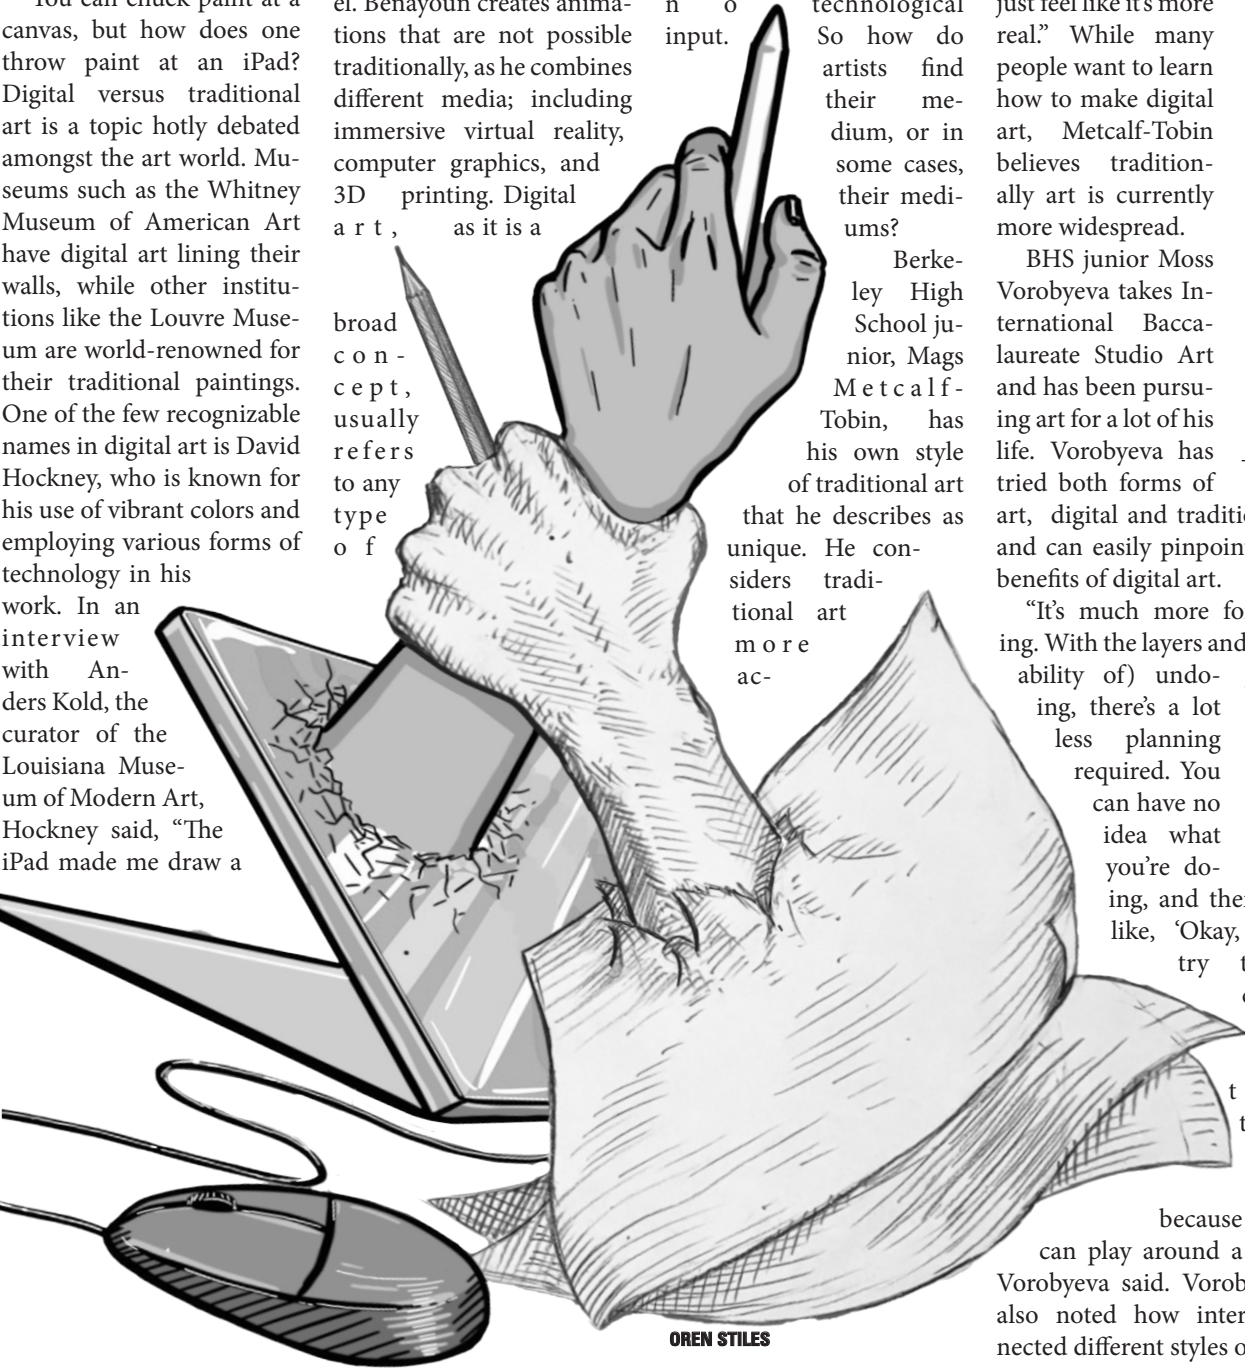 You can chuck paint at a
canvas, but how does one
throw paint at an iPad?
Digital versus traditional
art is a topic hotly debated
amongst the art world. Mu-
seums such as the Whitney
Museum of American Art
have digital art lining their
walls, while other institu-
tions like the Louvre Muse-
um are world-renowned for
their traditional paintings.
One of the few recognizable
names in digital art is David
Hockney, who is known for
his use of vibrant colors and
employing various forms of
technology in his
work. In an
interview
with An-
ders Kold, the
curator of the
Louisiana Muse-
um of Modern Art,
Hockney said, “The
iPad made me draw a
el. Benayoun creates anima-
tions that are not possible
traditionally, as he combines
different media; including
immersive virtual reality,
computer graphics, and
3D printing. Digital
art, as it is a
broad
con-
cept,
usually
refers
to any
type
of
no technological
input. So how do
artists find
their me-
dium, or in
some cases,
their medi-
ums?
Berke-
ley High
School ju-
nior, Mags
Metcalf-
Tobin, has
his own style
of traditional art
that he describes as
unique. He con-
siders tradi-
tional art
more
ac-
just feel like it’s more
real.” While many
people want to learn
how to make digital
art, Metcalf-Tobin
believes tradition-
ally art is currently
more widespread.
BHS junior Moss
Vorobyeva takes In-
ternational Bacca-
laureate Studio Art
and has been pursu-
ing art for a lot of his
life. Vorobyeva has
tried both forms of
art, digital and traditi
and can easily pinpoin
benefits of digital art.
“It’s much more fo
ing. With the layers and
ability of) undo-
ing, there’s a lot
less planning
required. You
can have no
idea what
you’re do-
ing, and the
like, ‘Okay,
try t
t
t
because
can play around a
Vorobyeva said. Vorob
also noted how inter
nected different styles o
OREN STILES